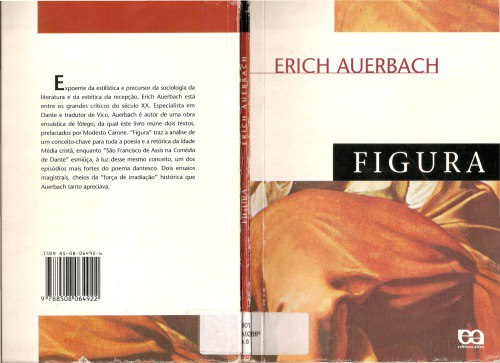 Expoente da estilística e precursor da sociologia da
literatura e da estética da recepção, Erich Auerbach está
entre os grandes críticos do século XX. Especialista em
Dante e tradutor de Vico, Auerbach é autor de uma obra
ensaística de fôlego, da qual este livro reúne dois textos,
prefaciados por Modesto Carone. "Figura" traz a análise de
um conceito-chave para toda a poesia e a retórica da Idade
Média cristã, enquanto "São Francisco de Assis na Comédia
de Dante" esmiúça, à luz desse mesmo conceito, um dos
episódios mais fortes do poema dantesco. Dois ensaios
magistrais, cheios da "força de irradiação" histórica que
Auerbach tanto apreciava.
ISBN 85-08-06492-6
9 788508 064922
ERICH AUERBACH
FIGURA
ERICH AUERBACH
FIGURA
editora ática